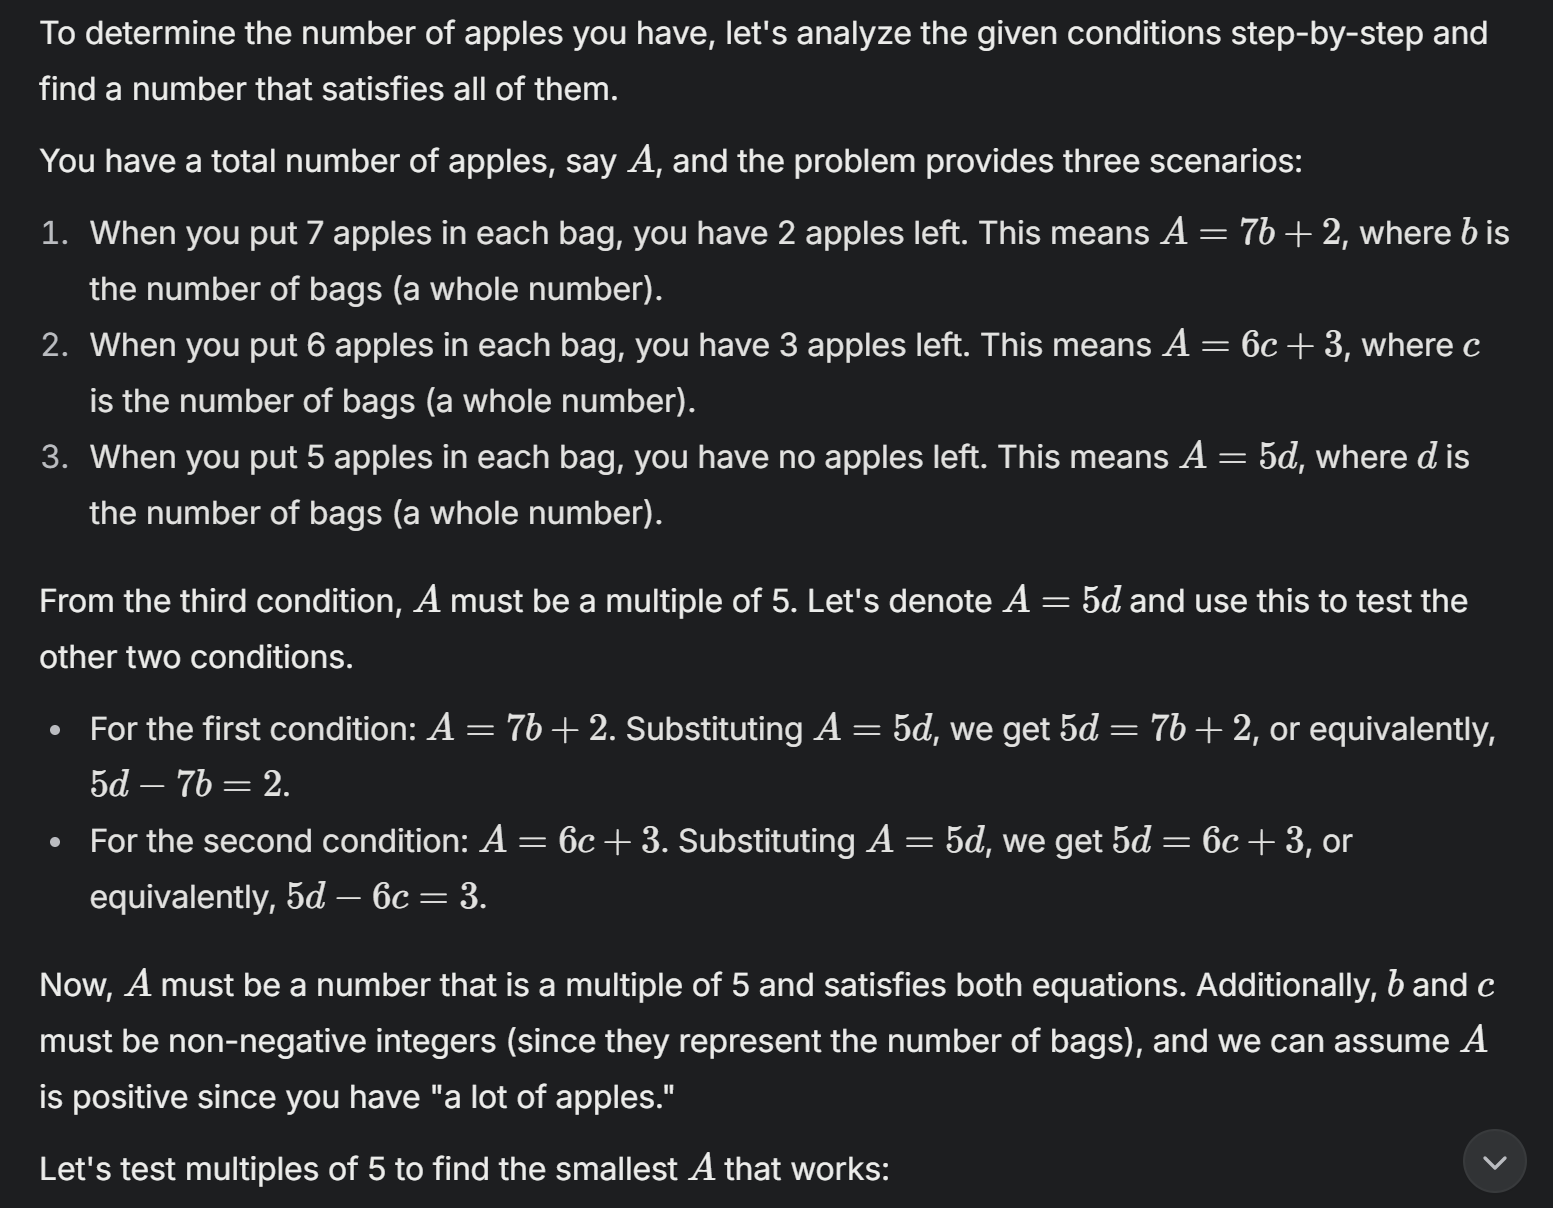 To determine the number of apples you have, let's analyze the given conditions step-by-step and
find a number that satisfies all of them.
You have a total number of apples, say A, and the problem provides three scenarios:
1. When you put 7 apples in each bag, you have 2 apples left. This means A = 7b + 2, where b is
the number of bags (a whole number).
2. When you put 6 apples in each bag, you have 3 apples left. This means A = 6c + 3, where c
is the number of bags (a whole number).
3. When you put 5 apples in each bag, you have no apples left. This means A = 5d, where d is
the number of bags (a whole number).
From the third condition, A must be a multiple of 5. Let's denote A = 5d and use this to test the
other two conditions.
• For the first condition: A = 7b + 2. Substituting A = 5d, we get 5d = 7b + 2, or equivalently,
5d − 7b = 2.
• For the second condition: A = 6c + 3. Substituting A = 5d, we get 5d = 6c + 3, or
equivalently, 5d − 6c = 3.
Now, A must be a number that is a multiple of 5 and satisfies both equations. Additionally, b and c
must be non-negative integers (since they represent the number of bags), and we can assume A
is positive since you have "a lot of apples."
Let's test multiples of 5 to find the smallest A that works: